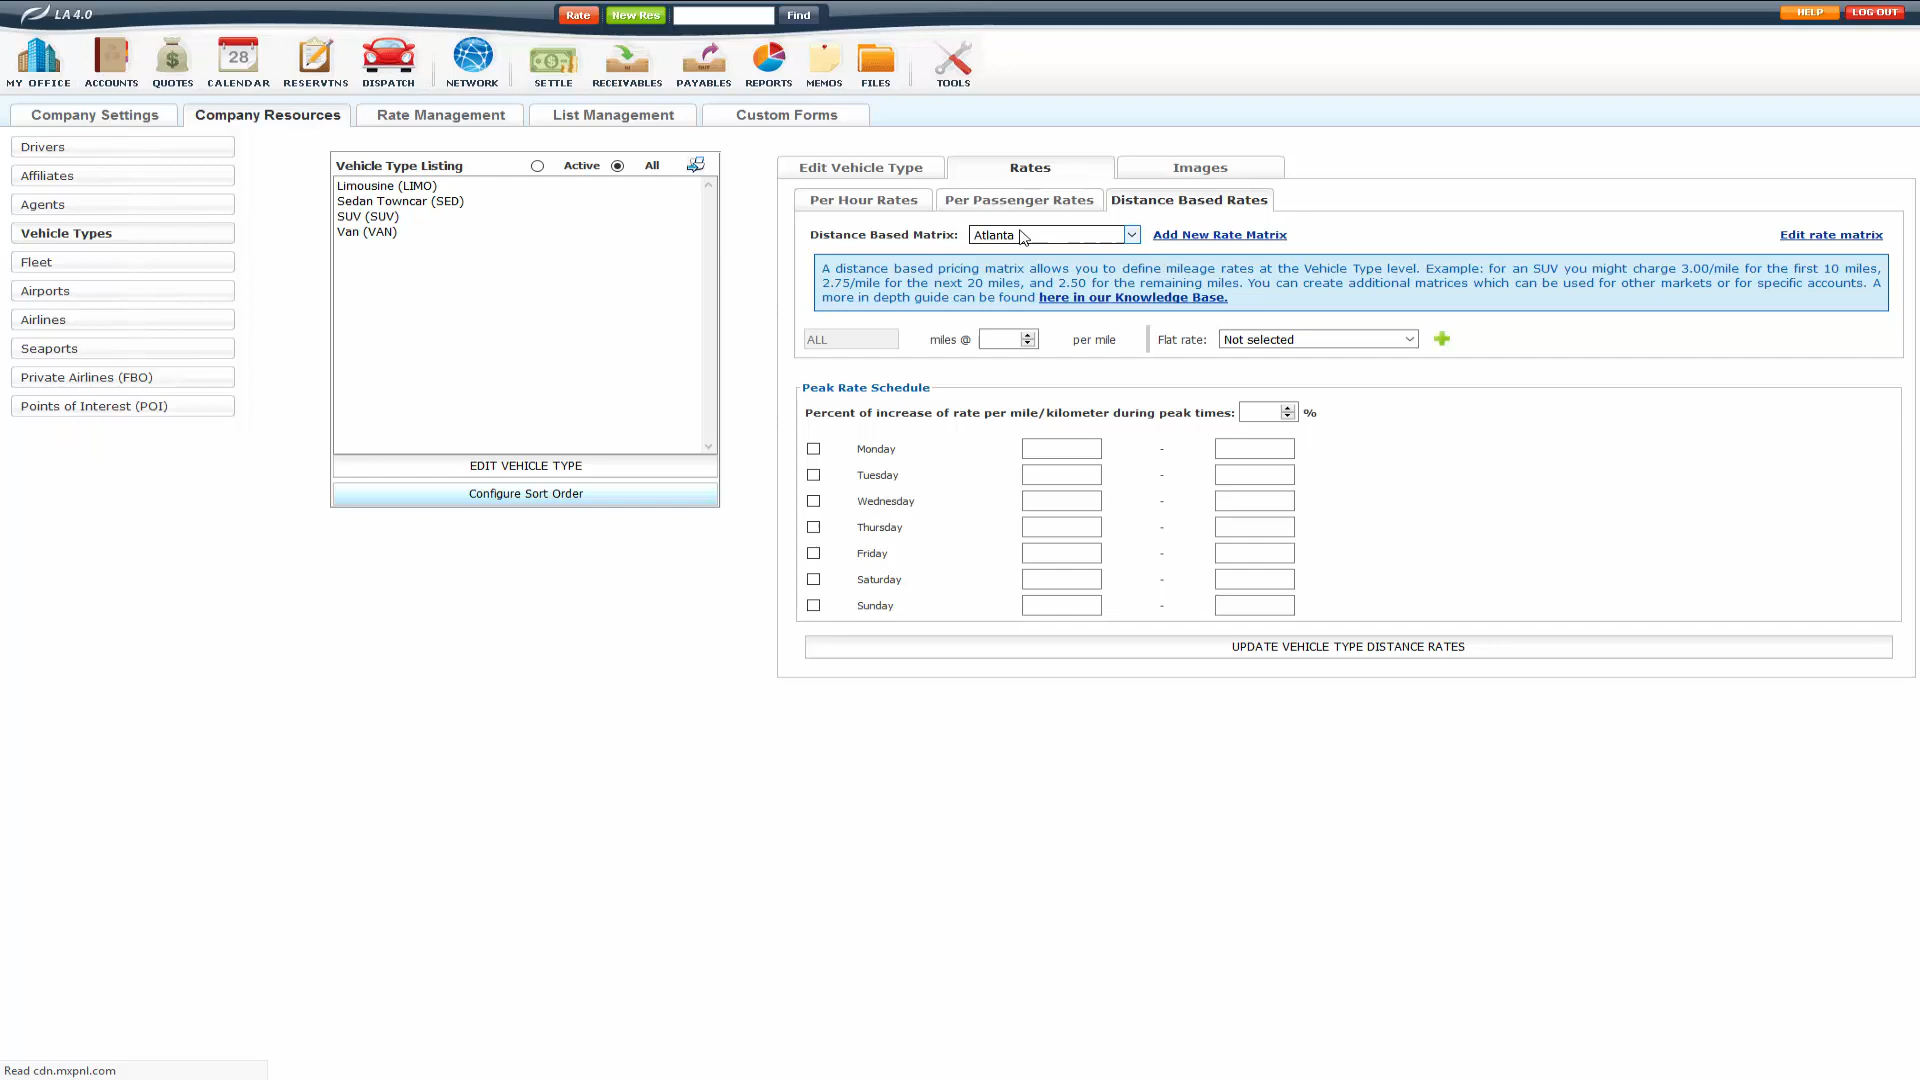 LA 4.0
Rate
New Res
Find
HELP
LOG OUT
28
MY OFFICE
ACCOUNTS
QUOTES
CALENDAR
RESERVTNS
DISPATCH
NETWORK
SETTLE
RECEIVABLES
PAYABLES
REPORTS
MEMOS
FILES
TOOLS
Company Settings
Company Resources
Rate Management
List Management
Custom Forms
Drivers
Affiliates
Agents
Vehicle Types
Fleet
Airports
Airlines
Seaports
Private Airlines (FBO)
Points of Interest (POI)
Vehicle Type Listing
Active
All
Limousine (LIMO)
Sedan Towncar (SED)
SUV (SUV)
Van (VAN)
EDIT VEHICLE TYPE
Configure Sort Order
Edit Vehicle Type
Rates
Images
Per Hour Rates
Per Passenger Rates
Distance Based Rates
Distance Based Matrix:
Atlanta
Add New Rate Matrix
Edit rate matrix
A distance based pricing matrix allows you to define mileage rates at the Vehicle Type level. Example: for an SUV you might charge 3.00/mile for the first 10 miles,
2.75/mile for the next 20 miles, and 2.50 for the remaining miles. You can create additional matrices which can be used for other markets or for specific accounts. A
more in depth guide can be found here in our Knowledge Base.
ALL
miles @
per mile
Flat rate:
Not selected
Peak Rate Schedule
Percent of increase of rate per mile/kilometer during peak times:
%
Monday -
Tuesday -
Wednesday -
Thursday -
Friday -
Saturday -
Sunday -
UPDATE VEHICLE TYPE DISTANCE RATES
Read cdn.mxpnl.com